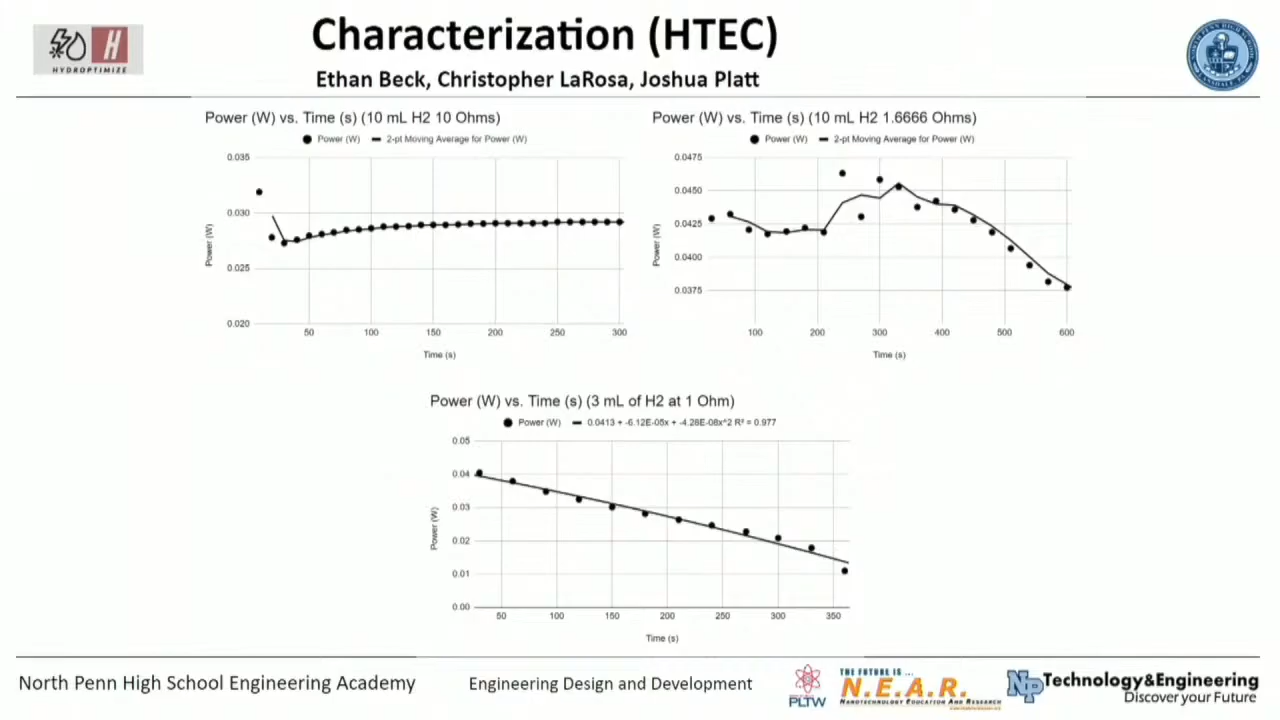 Characterization (HTEC)
HYDROPTIMIZE
H
Ethan Beck, Christopher LaRosa, Joshua Platt
Power (W) vs. Time (s) (10 mL H2 10 Ohms)
Power (W) 2-pt Moving Average for Power (W)
0.035
0.030
0.025
0.020
Power (W)
50 100 150 200 250 300
Time (s)
Power (W) vs. Time (s) (10 mL H2 1.6666 Ohms)
Power (W) 2-pt Moving Average for Power (W)
0.0475
0.0450
0.0425
0.0400
0.0375
Power (W)
100 200 300 400 500 600
Time (s)
Power (W) vs. Time (s) (3 mL of H2 at 1 Ohm)
Power (W) 0.0413 + -6.12E-05x + -4.28E-08x^2 R² = 0.977
0.05
0.04
0.03
0.02
0.01
0.00
Power (W)
50 100 150 200 250 300 350
Time (s)
North Penn High School Engineering Academy
Engineering Design and Development
PLTW
THE FUTURE IS ...
N.E.A.R.
NANOTECHNOLOGY EDUCATION AND RESEARCH
NP Technology&Engineering
Discover your Future